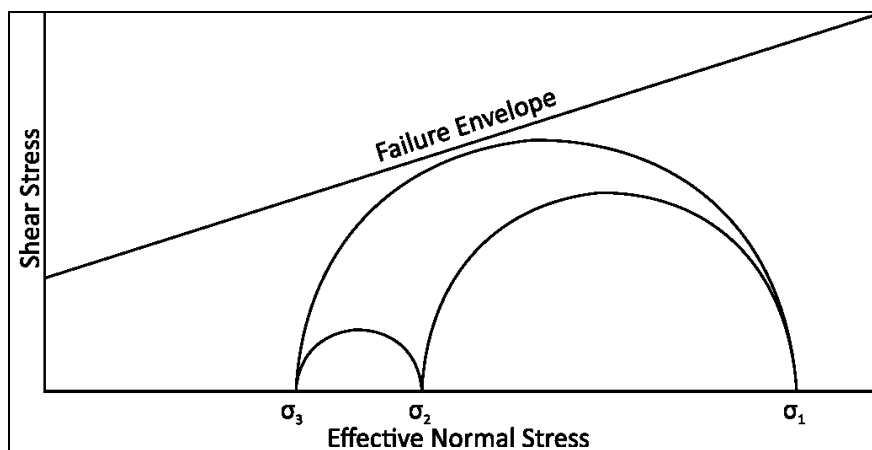 Failure Envelope
Shear Stress
σ3 σ2 σ1
Effective Normal Stress